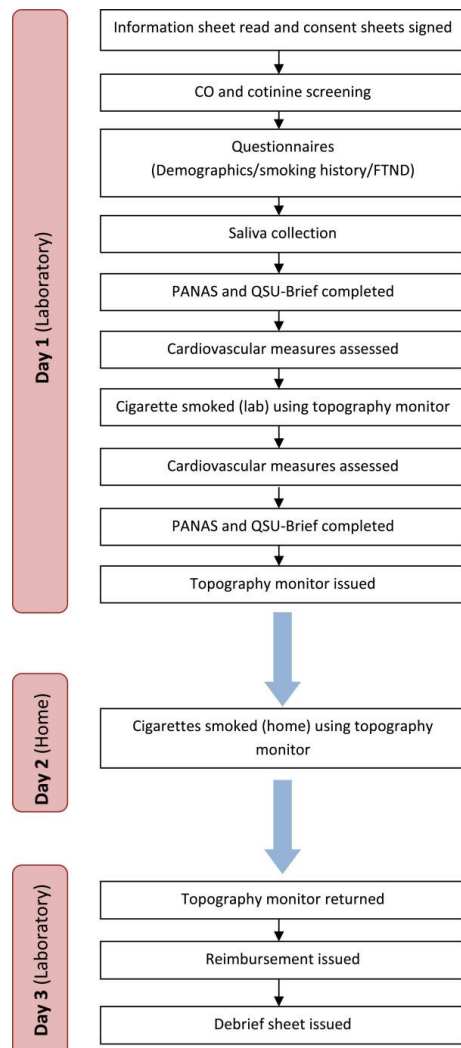 Day 1 (Laboratory)
Information sheet read and consent sheets signed
CO and cotinine screening
Questionnaires
(Demographics/smoking history/FTND)
Saliva collection
PANAS and QSU-Brief completed
Cardiovascular measures assessed
Cigarette smoked (lab) using topography monitor
Cardiovascular measures assessed
PANAS and QSU-Brief completed
Topography monitor issued
Day 2 (Home)
Cigarettes smoked (home) using topography
monitor
Day 3 (Laboratory)
Topography monitor returned
Reimbursement issued
Debrief sheet issued